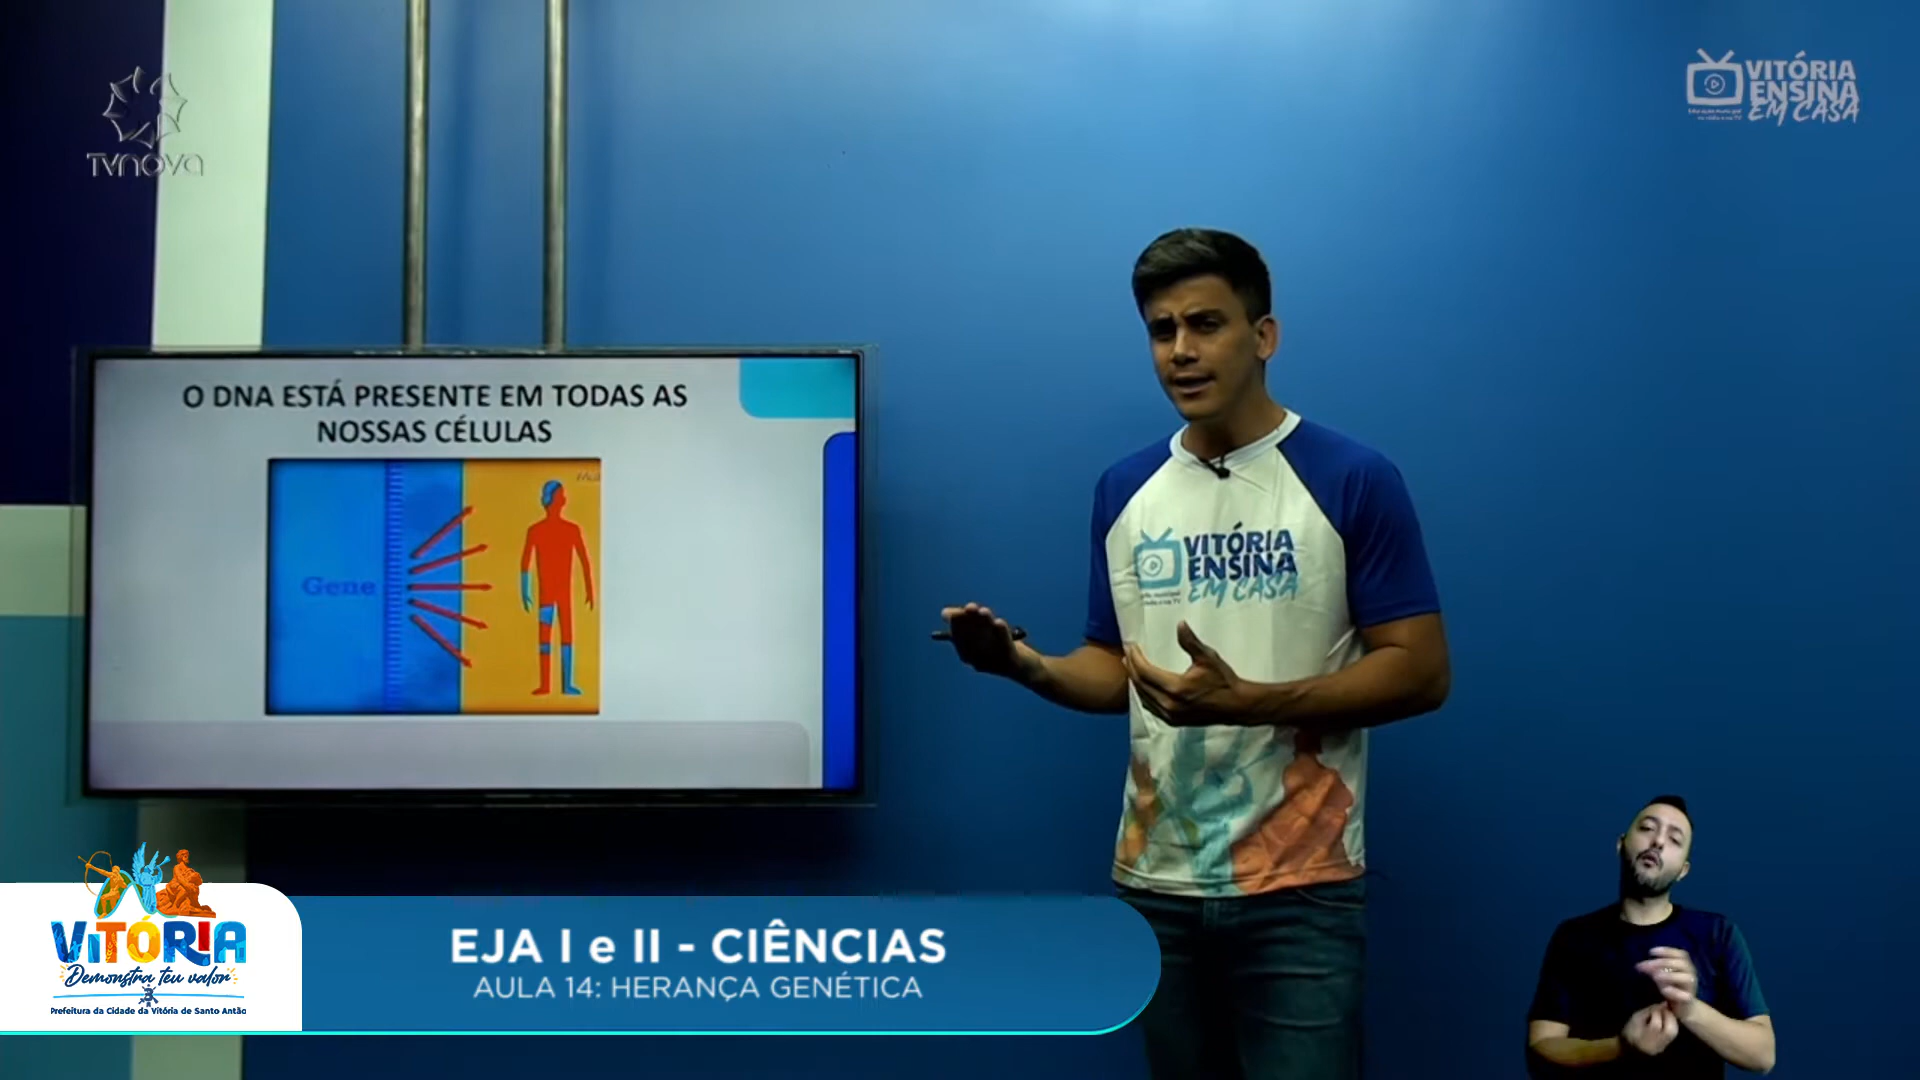 TVNOVA
VITÓRIA
ENSINA
EM CASA
O DNA ESTÁ PRESENTE EM TODAS AS
NOSSAS CÉLULAS
Gene
VITÓRIA
ENSINA
EM CASA
VITÓRIA
Demonstra teu valor
Prefeitura da Cidade da Vitória de Santo Antão
EJA I e II - CIÊNCIAS
AULA 14: HERANÇA GENÉTICA